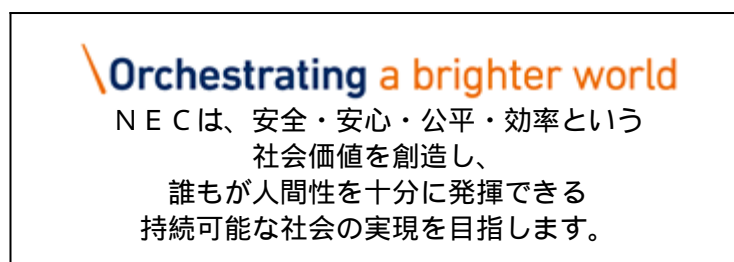 \Orchestrating a brighter world
ＮＥＣは、安全・安心・公平・効率という
社会価値を創造し、
誰もが人間性を十分に発揮できる
持続可能な社会の実現を目指します。